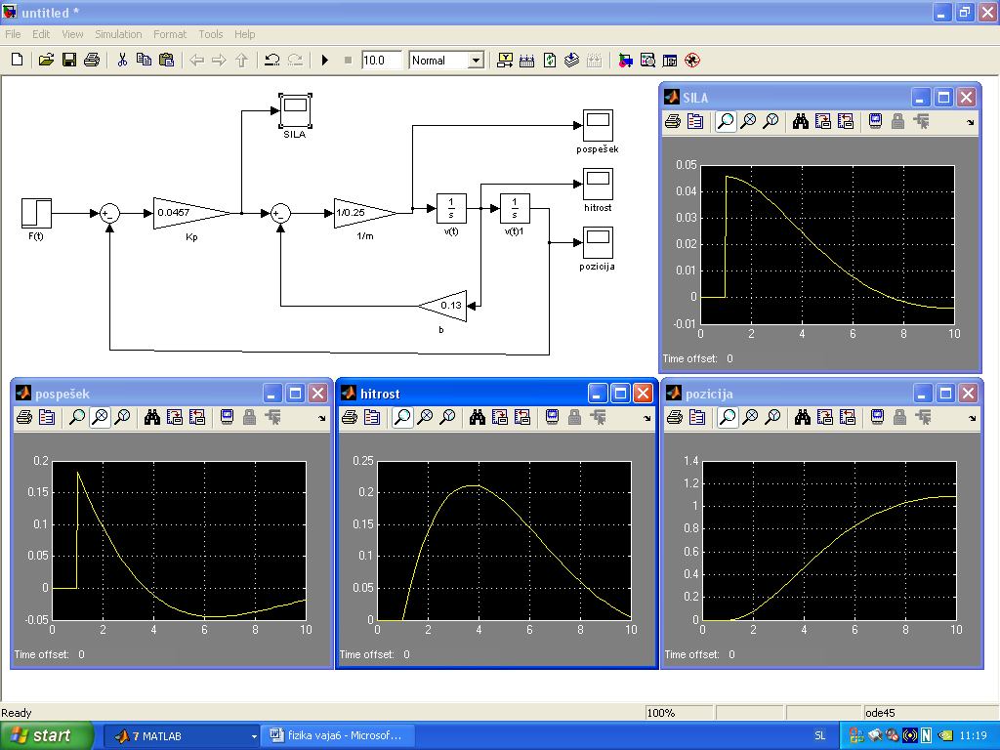 untitled *
File Edit View Simulation Format Tools Help
10.0 Normal
SILA
pospešek
hitrost
pozicija
F(t)
+
−
0.0457
Kp
+
−
1/0.25
1/m
1
s
v(t)
1
s
v(t)1
0.13
b
SILA
0.05
0.04
0.03
0.02
0.01
0
-0.01
0 2 4 6 8 10
Time offset: 0
pospešek
0.2
0.15
0.1
0.05
0
-0.05
0 2 4 6 8 10
Time offset: 0
hitrost
0.25
0.2
0.15
0.1
0.05
0
0 2 4 6 8 10
Time offset: 0
pozicija
1.4
1.2
1
0.8
0.6
0.4
0.2
0
0 2 4 6 8 10
Time offset: 0
Ready 100% ode45
start 7 MATLAB fizika vaja6 - Microsof... SL N 11:19